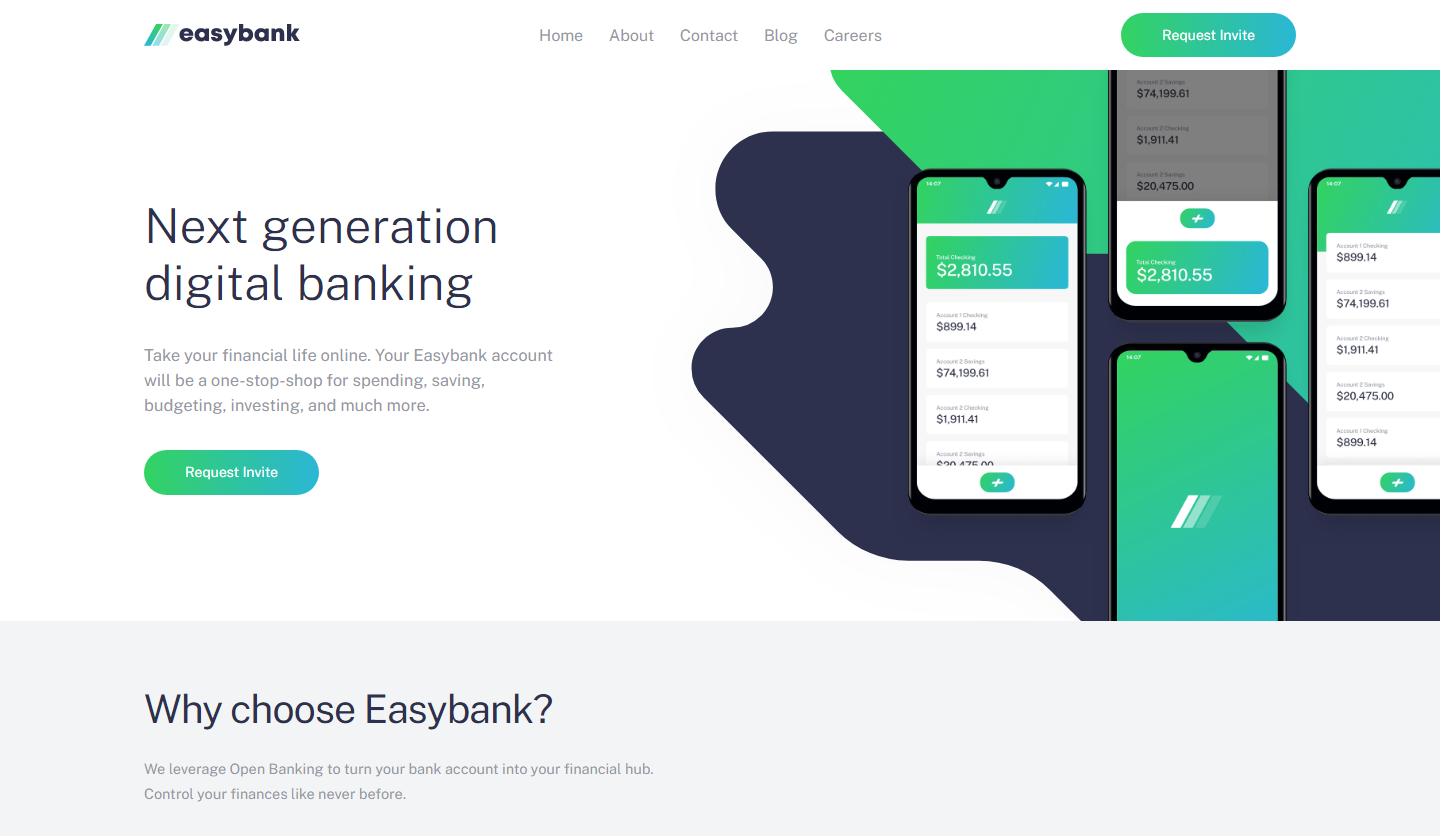 easybank
Home
About
Contact
Blog
Careers
Request Invite
Next generation
digital banking
Take your financial life online. Your Easybank account
will be a one-stop-shop for spending, saving,
budgeting, investing, and much more.
Request Invite
14:07
Total Checking
$2,810.55
Account 1 Checking
$899.14
Account 2 Savings
$74,199.61
Account 2 Checking
$1,911.41
Account 2 Savings
$20,475.00
Account 2 Savings
$74,199.61
Account 2 Checking
$1,911.41
Account 2 Savings
$20,475.00
Total Checking
$2,810.55
14:07
14:07
Account 1 Checking
$899.14
Account 2 Savings
$74,199.61
Account 2 Checking
$1,911.41
Account 2 Savings
$20,475.00
Account 1 Checking
$899.14
Why choose Easybank?
We leverage Open Banking to turn your bank account into your financial hub.
Control your finances like never before.